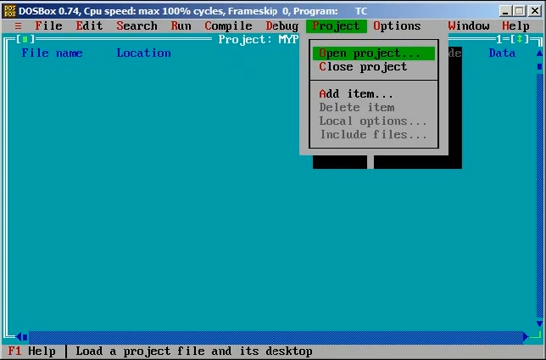 DOSBox 0.74, Cpu speed: max 100% cycles, Frameskip 0, Program: TC
≡ File Edit Search Run Compile Debug Project Options Window Help
[■] Project: MYP 1=[↕]
File name Location Data
Open project...
Close project
Add item...
Delete item
Local options...
Include files...
F1 Help | Load a project file and its desktop